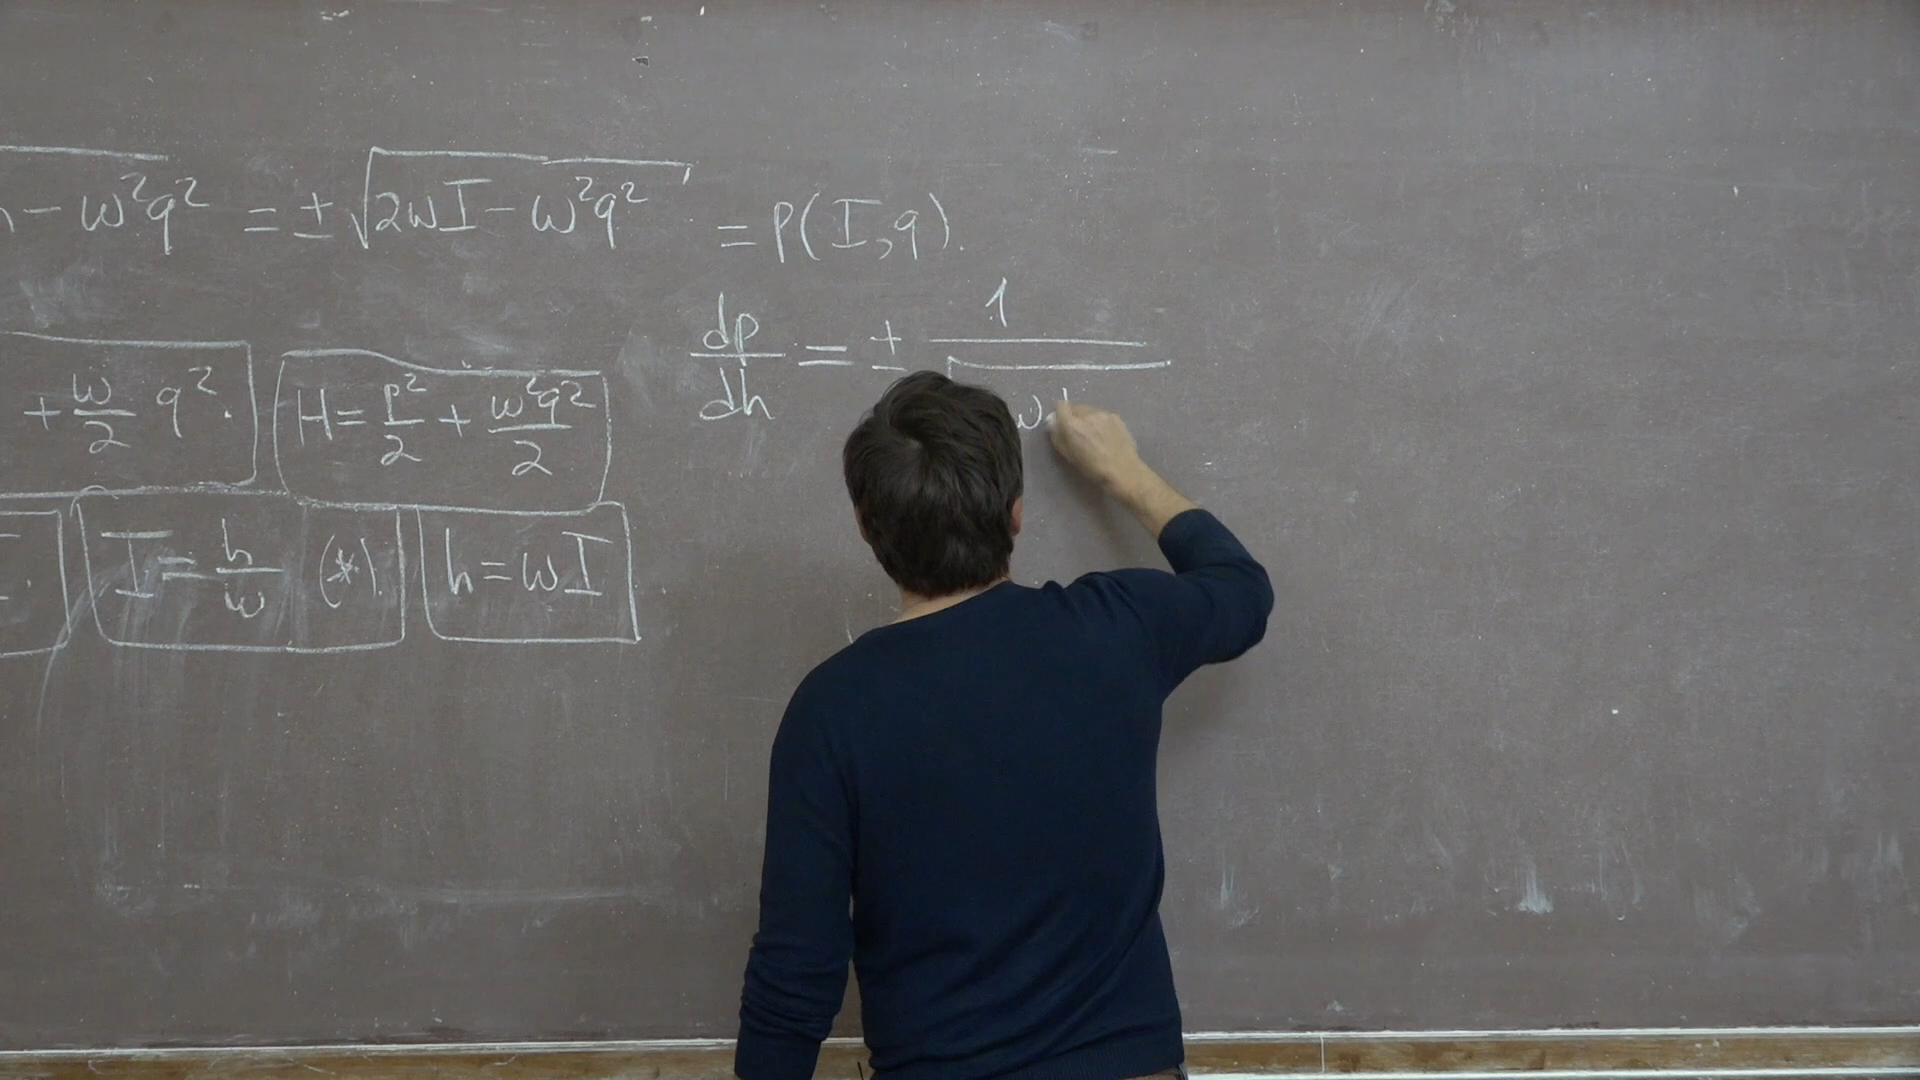 - ω²q² = ± √2ωI - ω²q² = P(I,q).
dp/dh = ± 1/√
+ ω/2 q².
H = p²/2 + ω²q²/2
I = h/ω (*).
h = ωI